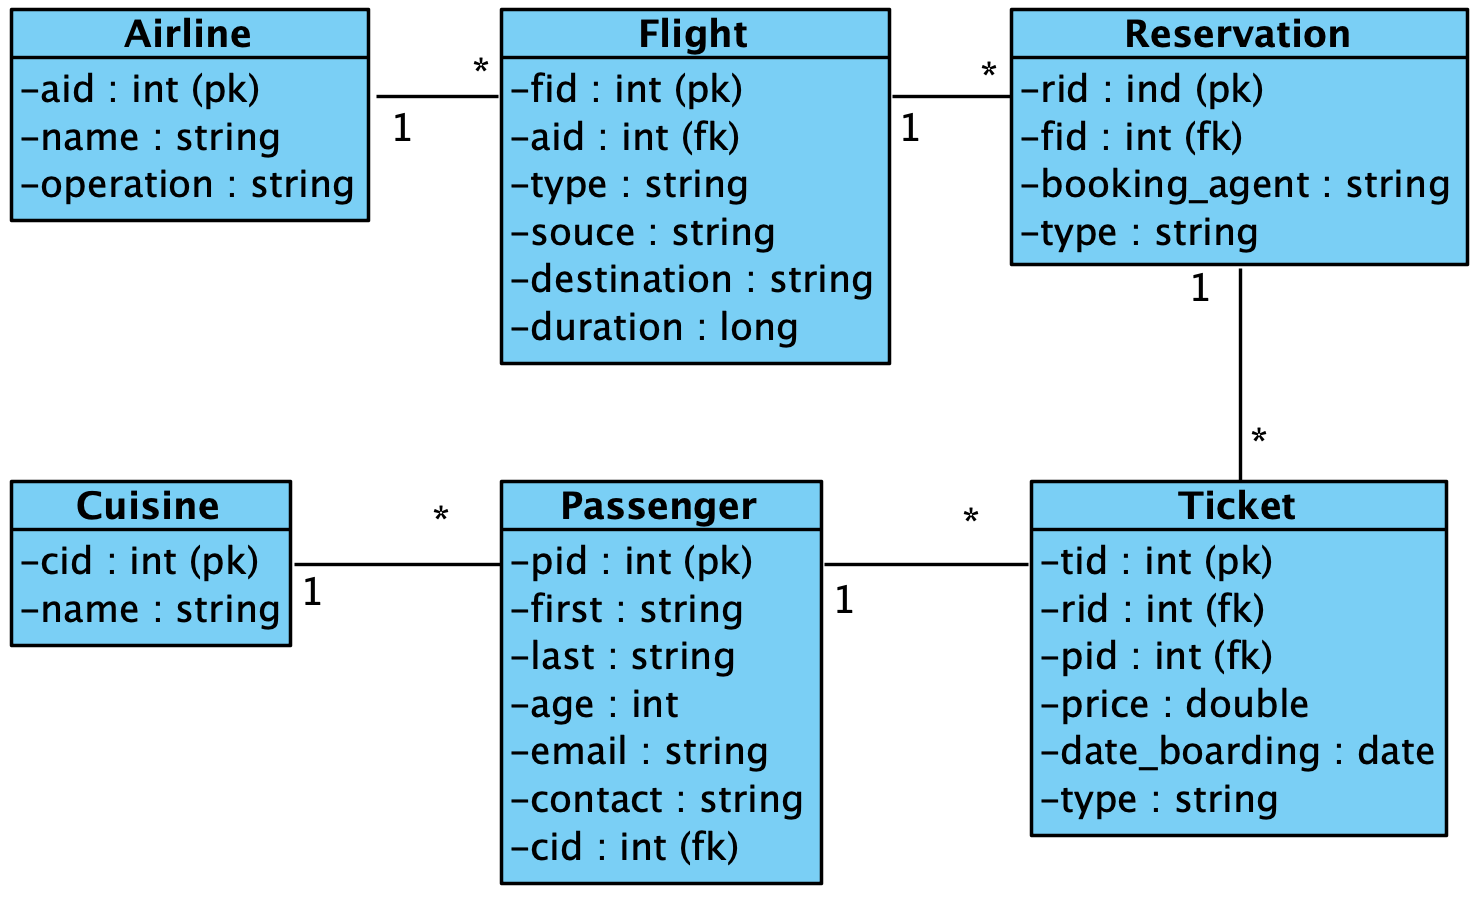 Airline
-aid : int (pk)
-name : string
-operation : string
1
*
Flight
-fid : int (pk)
-aid : int (fk)
-type : string
-souce : string
-destination : string
-duration : long
1
*
Reservation
-rid : ind (pk)
-fid : int (fk)
-booking_agent : string
-type : string
1
*
Cuisine
-cid : int (pk)
-name : string
1
*
Passenger
-pid : int (pk)
-first : string
-last : string
-age : int
-email : string
-contact : string
-cid : int (fk)
1
*
Ticket
-tid : int (pk)
-rid : int (fk)
-pid : int (fk)
-price : double
-date_boarding : date
-type : string